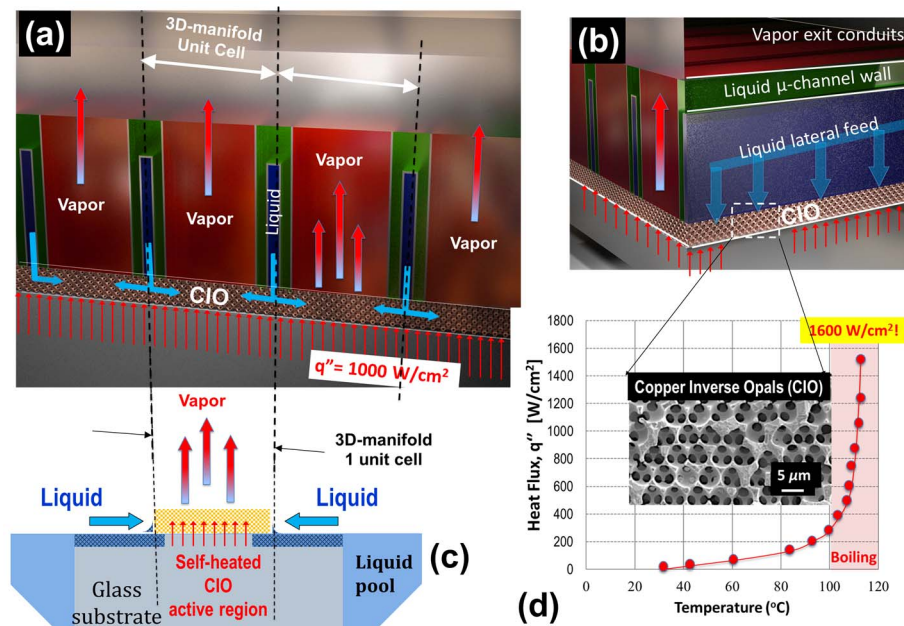 (a)
3D-manifold
Unit Cell
Vapor
Vapor
Liquid
Vapor
Vapor
CIO
q″= 1000 W/cm²
(b)
Vapor exit conduits
Liquid μ-channel wall
Liquid lateral feed
CIO
Vapor
3D-manifold
1 unit cell
Liquid
Liquid
Self-heated
CIO
active region
Glass
substrate
Liquid
pool
(c)
1600 W/cm²!
Heat Flux, q″ [W/cm²]
1800
1600
1400
1200
1000
800
600
400
200
0
Copper Inverse Opals (CIO)
5 μm
Boiling
0 20 40 60 80 100 120
Temperature (°C)
(d)